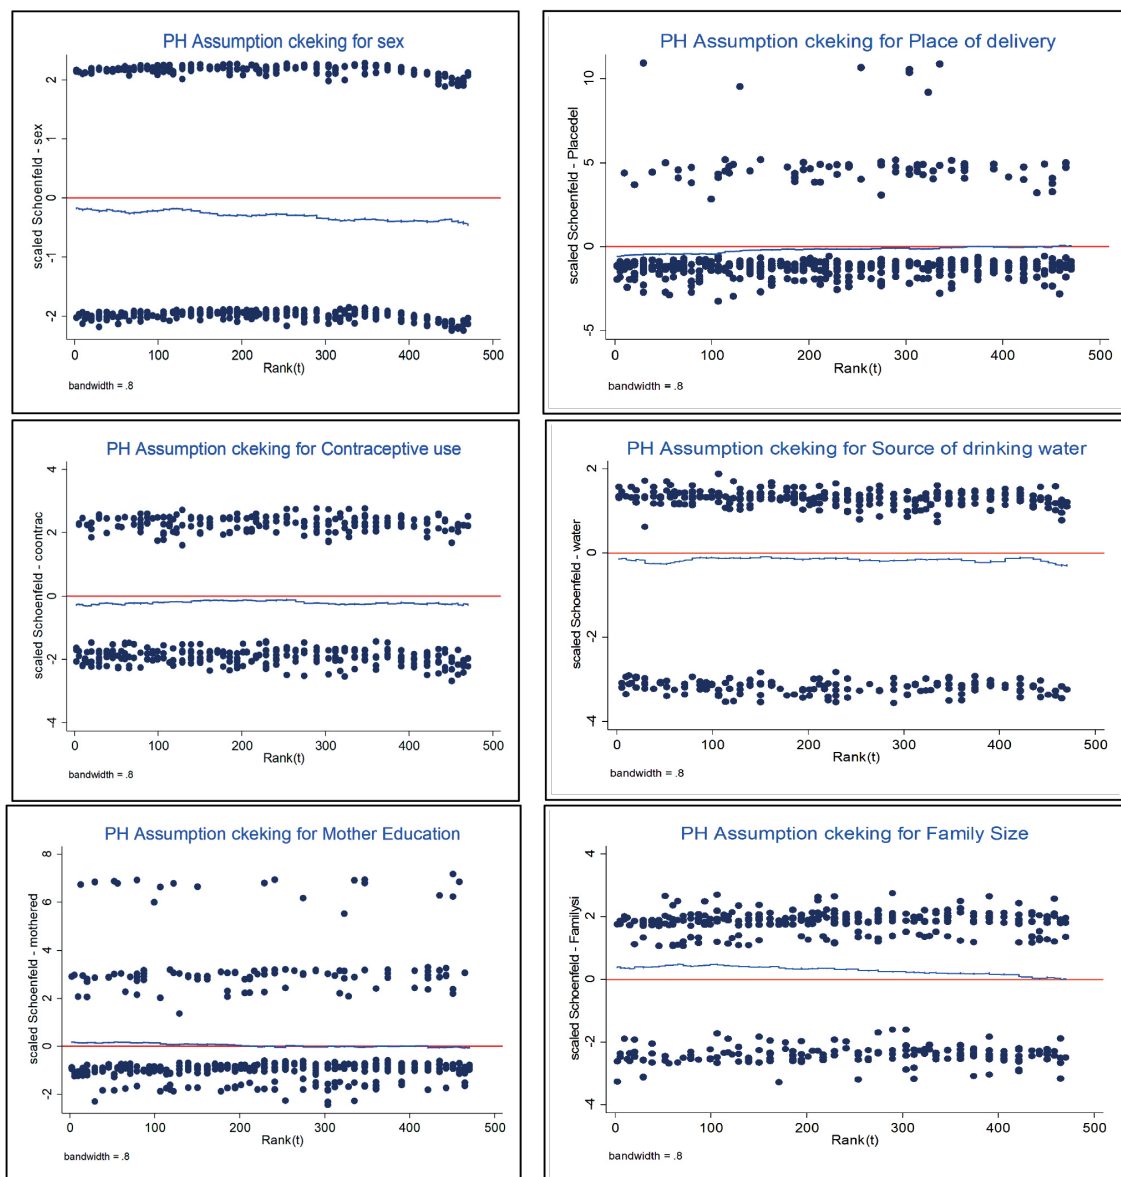 PH Assumption ckeking for sex
scaled Schoenfeld - sex
2
1
0
-1
-2
0 100 200 300 400 500
Rank(t)
bandwidth = .8
PH Assumption ckeking for Place of delivery
scaled Schoenfeld - Placedel
10
5
0
-5
0 100 200 300 400 500
Rank(t)
bandwidth = .8
PH Assumption ckeking for Contraceptive use
scaled Schoenfeld - coontrac
4
2
0
-2
-4
0 100 200 300 400 500
Rank(t)
bandwidth = .8
PH Assumption ckeking for Source of drinking water
scaled Schoenfeld - water
2
0
-2
-4
0 100 200 300 400 500
Rank(t)
bandwidth = .8
PH Assumption ckeking for Mother Education
scaled Schoenfeld - mothered
8
6
4
2
0
-2
0 100 200 300 400 500
Rank(t)
bandwidth = .8
PH Assumption ckeking for Family Size
scaled Schoenfeld - Familysi
4
2
0
-2
-4
0 100 200 300 400 500
Rank(t)
bandwidth = .8